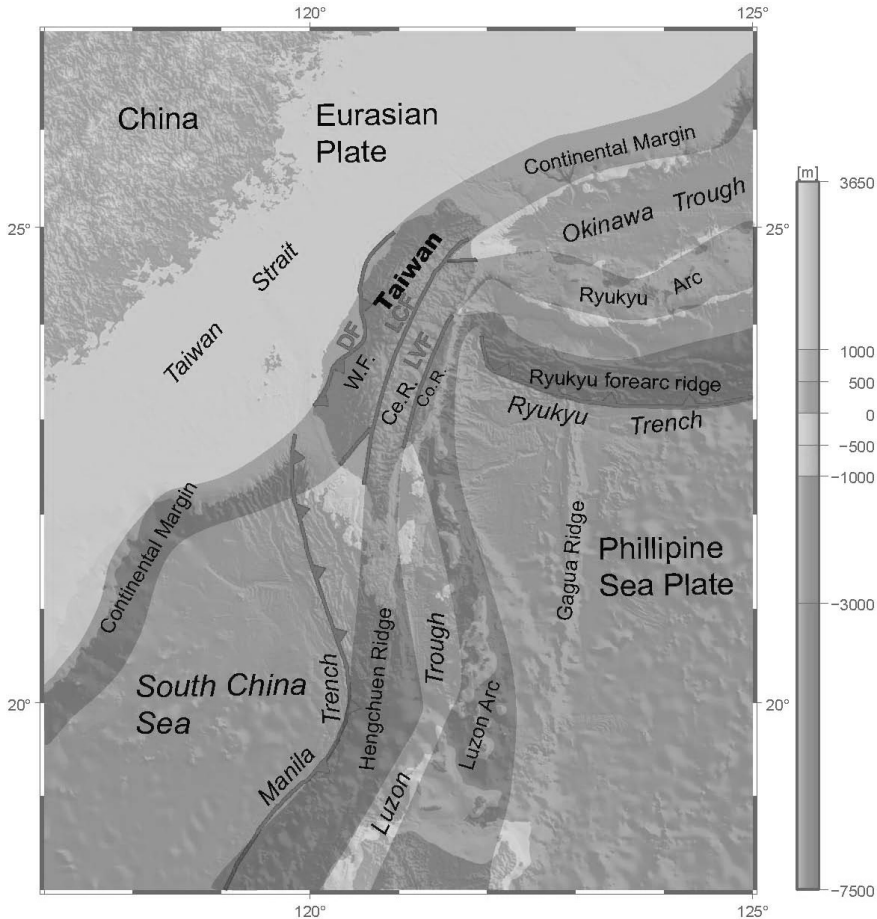 120°
125°
China
Eurasian
Plate
[m]
3650
Continental Margin
Okinawa Trough
25°
25°
Taiwan
Strait
Taiwan
Ryukyu Arc
DF
LCF
LVF
W.F.
Ce.R.
Co.R.
Ryukyu forearc ridge
Ryukyu Trench
1000
500
0
−500
−1000
Continental Margin
Gagua Ridge
Phillipine
Sea Plate
−3000
South China
Sea
Trench
Manila
Hengchuen Ridge
Trough
Luzon
Luzon Arc
20°
20°
−7500
120°
125°